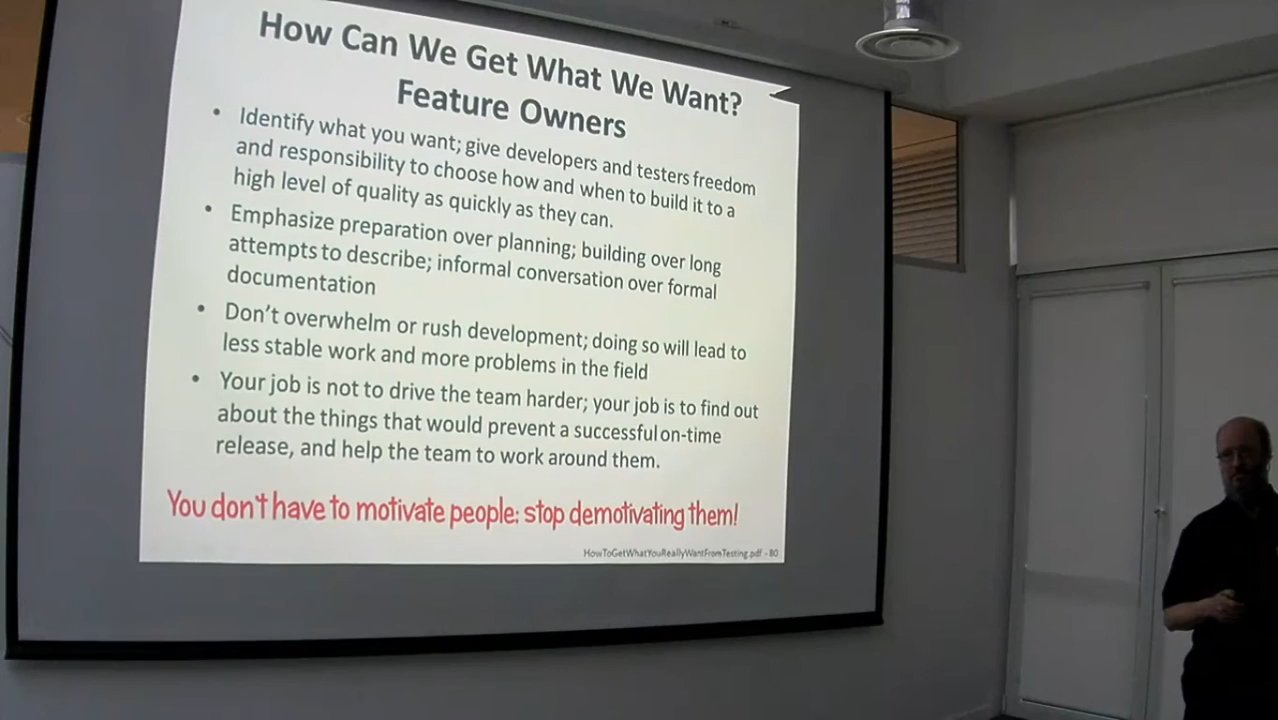 How Can We Get What We Want?
Feature Owners
• Identify what you want; give developers and testers freedom
and responsibility to choose how and when to build it to a
high level of quality as quickly as they can.
• Emphasize preparation over planning; building over long
attempts to describe; informal conversation over formal
documentation
• Don't overwhelm or rush development; doing so will lead to
less stable work and more problems in the field
• Your job is not to drive the team harder; your job is to find out
about the things that would prevent a successful on-time
release, and help the team to work around them.
You don't have to motivate people: stop demotivating them!
HowToGetWhatYouReallyWantFromTesting.pdf - 80